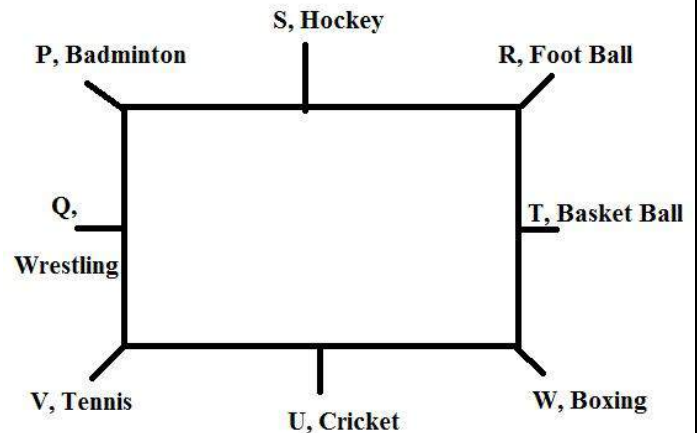 S, Hockey
P, Badminton
R, Foot Ball
Q,
Wrestling
T, Basket Ball
V, Tennis
U, Cricket
W, Boxing